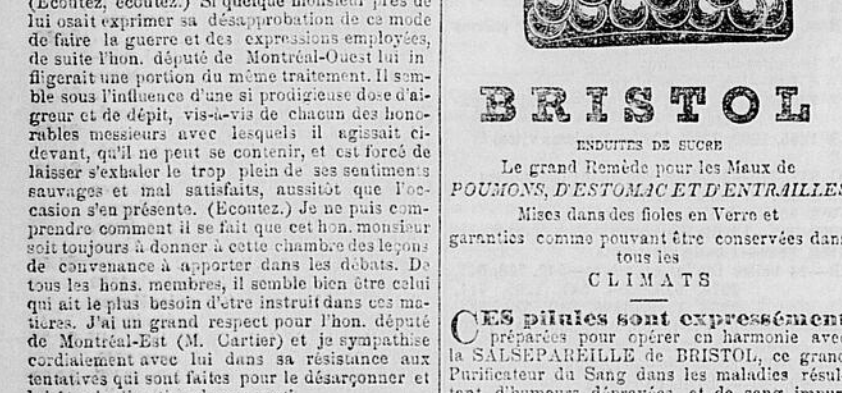 (Ecoutez, écoutez.) Si quelque monsieur près de
lui osait exprimer sa désapprobation de ce mode
de faire la guerre et des expressions employées,
de suite l'hon. député de Montréal-Ouest lui in
fligerait une portion du même traitement. Il sem-
ble sous l'influence d'une si prodigieuse dose d'ai-
greur et de dépit, vis-à-vis de chacun des hono-
rables messieurs avec lesquels il agissait ci-
devant, qu'il ne peut se contenir, et est forcé de
laisser s'exhaler le trop plein de ses sentiments
sauvages et mal satisfaits, aussitôt que l'oc-
casion s'en présente. (Ecoutez.) Je ne puis com-
prendre comment il se fait que cet hon. monsieur
soit toujours à donner à cette chambre des leçons
de convenance à apporter dans les débats. De
tous les hons. membres, il semble bien être celui
qui ait le plus besoin d'être instruit dans ces ma-
tières. J'ai un grand respect pour l'hon. député
de Montréal-Est (M. Cartier) et je sympathise
cordialement avec lui dans sa résistance aux
tentatives qui sont faites pour le désarçonner et
BRISTOL
ENDUITES DE SUCRE
Le grand Remède pour les Maux de
POUMONS, D'ESTOMAC ET D'ENTRAILLES
Mises dans des fioles en Verre et
garanties comme pouvant être conservées dans
tous les
CLIMATS
CES pilules sont expressément
préparées pour opérer en harmonie avec
la SALSEPAREILLE de BRISTOL, ce grand
Purificateur du Sang dans les maladies résul-
tant d'humeurs dépravées et de sang impur